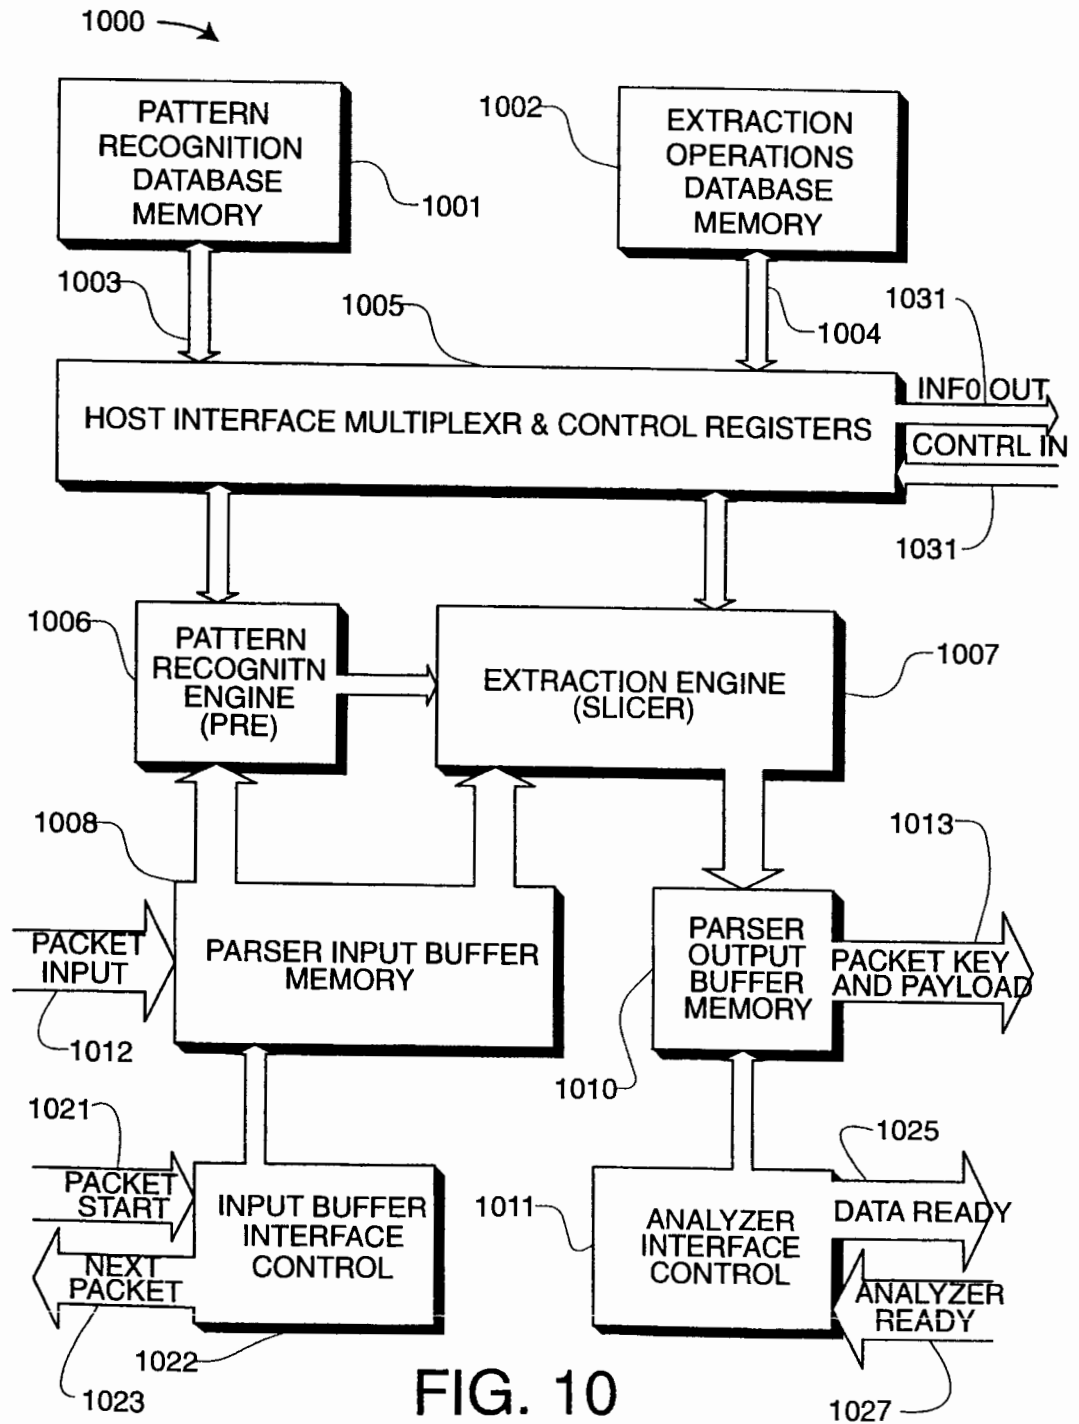 1000
PATTERN
RECOGNITION
DATABASE
MEMORY
1001
1002
EXTRACTION
OPERATIONS
DATABASE
MEMORY
1003
1004
1005
1031
HOST INTERFACE MULTIPLEXR & CONTROL REGISTERS
INF0 OUT
CONTRL IN
1031
1006
PATTERN
RECOGNITN
ENGINE
(PRE)
EXTRACTION ENGINE
(SLICER)
1007
1008
PACKET
INPUT
1012
PARSER INPUT BUFFER
MEMORY
PARSER
OUTPUT
BUFFER
MEMORY
1010
1013
PACKET KEY
AND PAYLOAD
1021
PACKET
START
NEXT
PACKET
1023
INPUT BUFFER
INTERFACE
CONTROL
1022
1011
ANALYZER
INTERFACE
CONTROL
1025
DATA READY
ANALYZER
READY
1027
FIG. 10